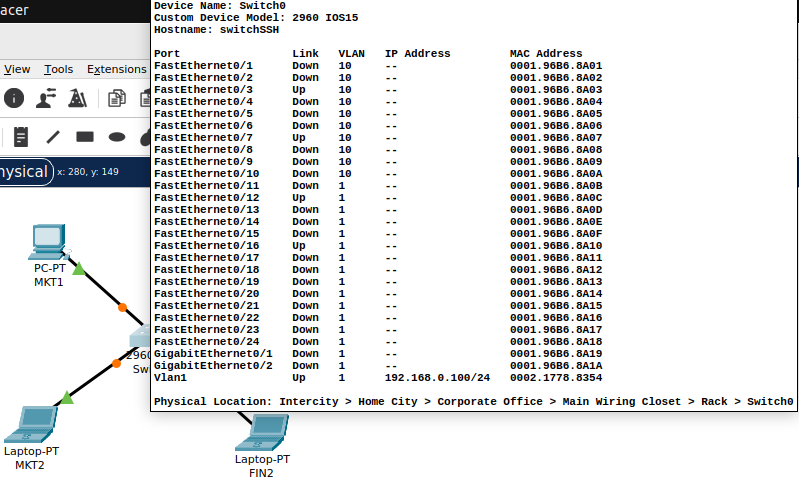 acer
Device Name: Switch0
Custom Device Model: 2960 IOS15
Hostname: switchSSH
Port Link VLAN IP Address MAC Address
FastEthernet0/1 Down 10 -- 0001.96B6.8A01
FastEthernet0/2 Down 10 -- 0001.96B6.8A02
FastEthernet0/3 Up 10 -- 0001.96B6.8A03
FastEthernet0/4 Down 10 -- 0001.96B6.8A04
FastEthernet0/5 Down 10 -- 0001.96B6.8A05
FastEthernet0/6 Down 10 -- 0001.96B6.8A06
FastEthernet0/7 Up 10 -- 0001.96B6.8A07
FastEthernet0/8 Down 10 -- 0001.96B6.8A08
FastEthernet0/9 Down 10 -- 0001.96B6.8A09
FastEthernet0/10 Down 10 -- 0001.96B6.8A0A
FastEthernet0/11 Down 1 -- 0001.96B6.8A0B
FastEthernet0/12 Up 1 -- 0001.96B6.8A0C
FastEthernet0/13 Down 1 -- 0001.96B6.8A0D
FastEthernet0/14 Down 1 -- 0001.96B6.8A0E
FastEthernet0/15 Down 1 -- 0001.96B6.8A0F
FastEthernet0/16 Up 1 -- 0001.96B6.8A10
FastEthernet0/17 Down 1 -- 0001.96B6.8A11
FastEthernet0/18 Down 1 -- 0001.96B6.8A12
FastEthernet0/19 Down 1 -- 0001.96B6.8A13
FastEthernet0/20 Down 1 -- 0001.96B6.8A14
FastEthernet0/21 Down 1 -- 0001.96B6.8A15
FastEthernet0/22 Down 1 -- 0001.96B6.8A16
FastEthernet0/23 Down 1 -- 0001.96B6.8A17
FastEthernet0/24 Down 1 -- 0001.96B6.8A18
GigabitEthernet0/1 Down 1 -- 0001.96B6.8A19
GigabitEthernet0/2 Down 1 -- 0001.96B6.8A1A
Vlan1 Up 1 192.168.0.100/24 0002.1778.8354
Physical Location: Intercity > Home City > Corporate Office > Main Wiring Closet > Rack > Switch0
View Tools Extensions
hysical x: 280, y: 149
PC-PT
MKT1
2960
Sw
Laptop-PT
MKT2
Laptop-PT
FIN2